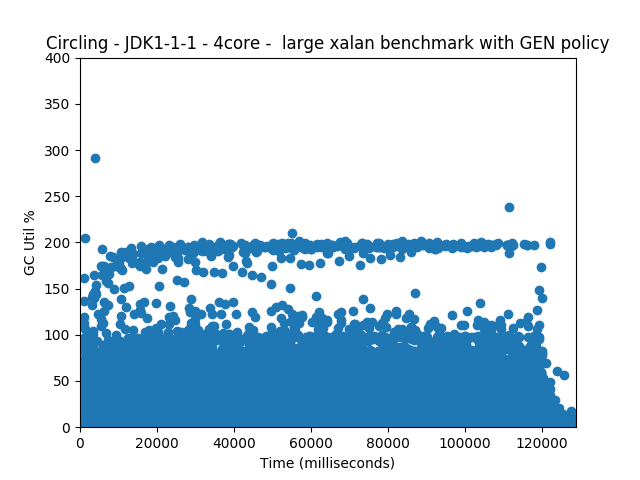 Circling - JDK1-1-1 - 4core -  large xalan benchmark with GEN policy
400
350
300
250
200
150
100
50
0
GC Util %
0 20000 40000 60000 80000 100000 120000
Time (milliseconds)